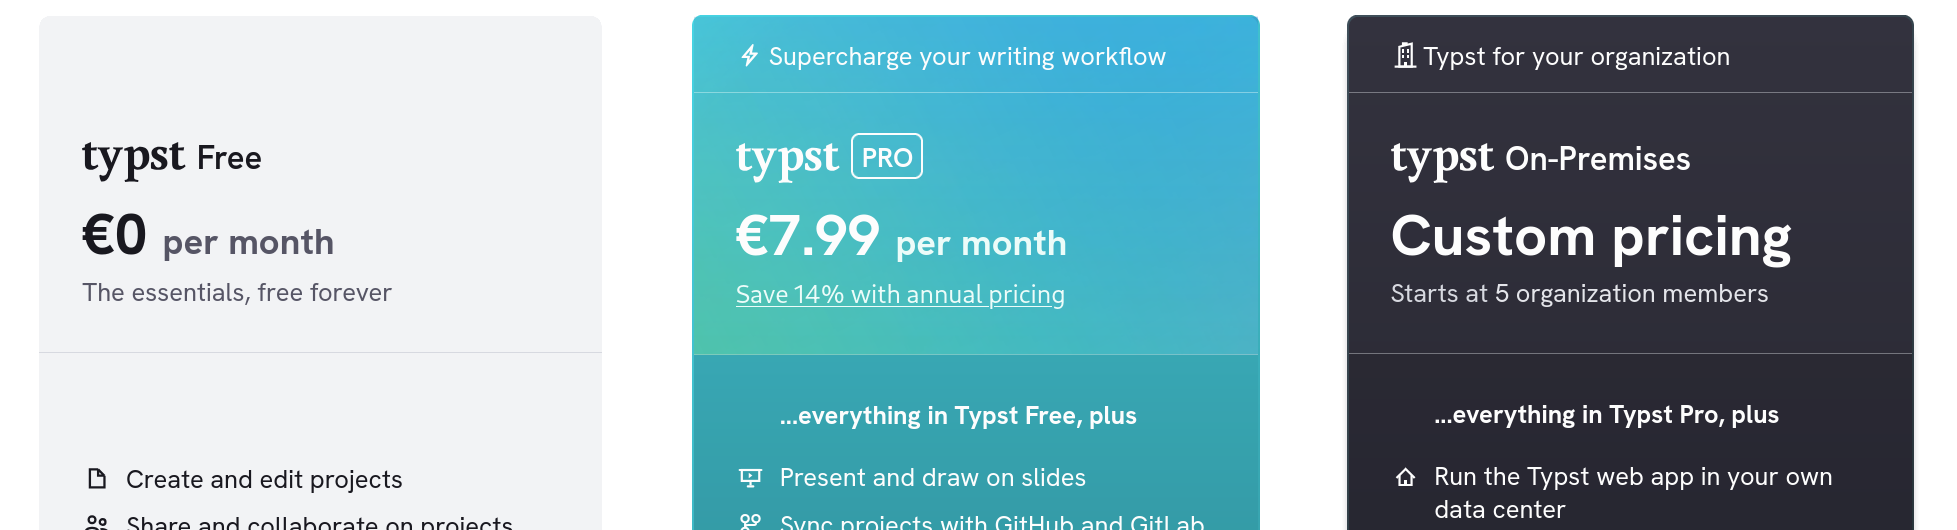 typst Free
€0 per month
The essentials, free forever
Create and edit projects
Share and collaborate on projects
Supercharge your writing workflow
typst PRO
€7.99 per month
Save 14% with annual pricing
...everything in Typst Free, plus
Present and draw on slides
Sync projects with GitHub and GitLab
Typst for your organization
typst On-Premises
Custom pricing
Starts at 5 organization members
...everything in Typst Pro, plus
Run the Typst web app in your own
data center